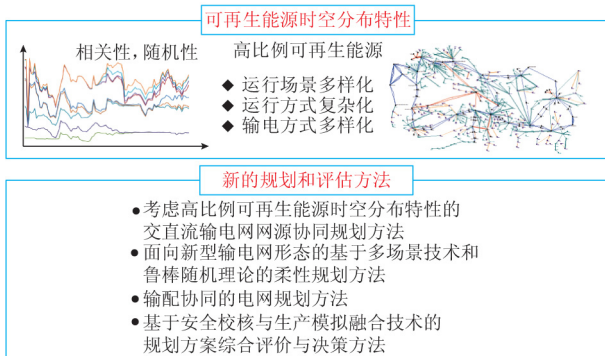 可再生能源时空分布特性
相关性,随机性
高比例可再生能源
◆ 运行场景多样化
◆ 运行方式复杂化
◆ 输电方式多样化
新的规划和评估方法
●考虑高比例可再生能源时空分布特性的
交直流输电网网源协同规划方法
●面向新型输电网形态的基于多场景技术和
鲁棒随机理论的柔性规划方法
●输配协同的电网规划方法
●基于安全校核与生产模拟融合技术的
规划方案综合评价与决策方法